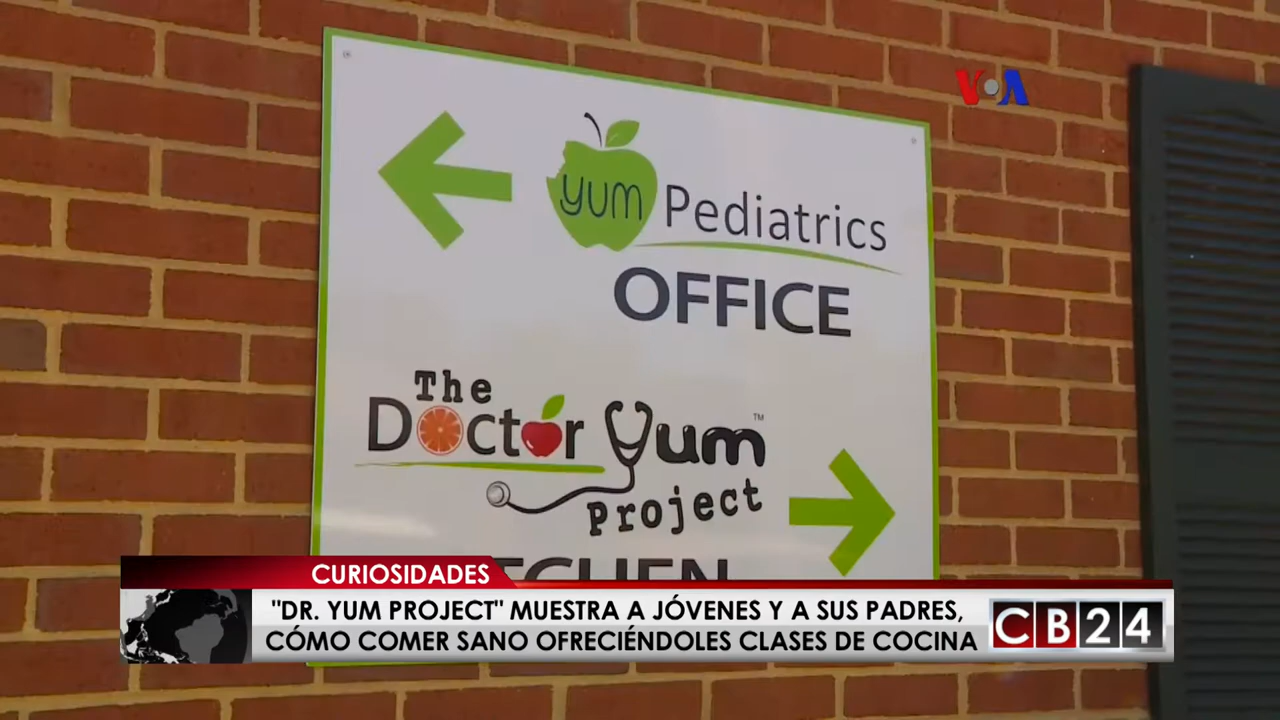 VOA
yum Pediatrics
OFFICE
The
Doctor Yum™
Project
CURIOSIDADES
"DR. YUM PROJECT" MUESTRA A JÓVENES Y A SUS PADRES,
CÓMO COMER SANO OFRECIÉNDOLES CLASES DE COCINA
CB24